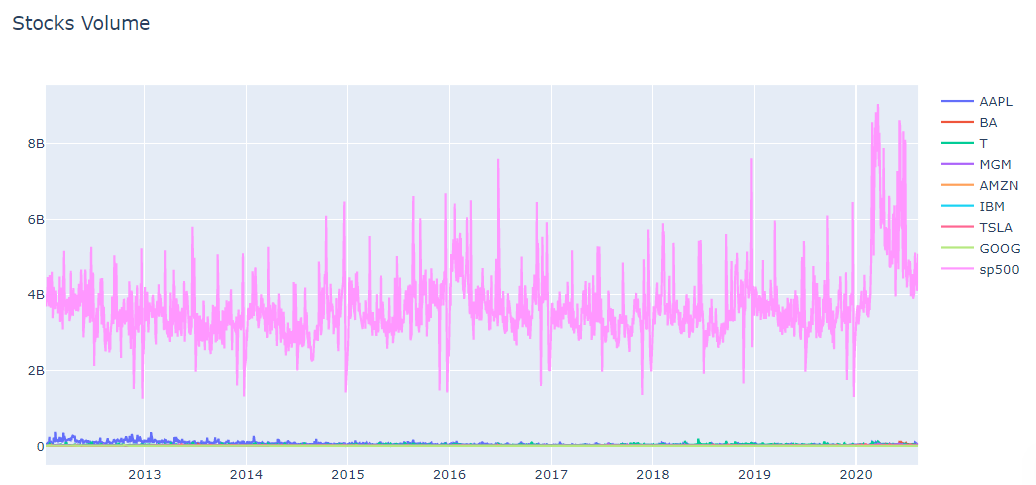 Stocks Volume
8B
6B
4B
2B
0
2013 2014 2015 2016 2017 2018 2019 2020
AAPL
BA
T
MGM
AMZN
IBM
TSLA
GOOG
sp500